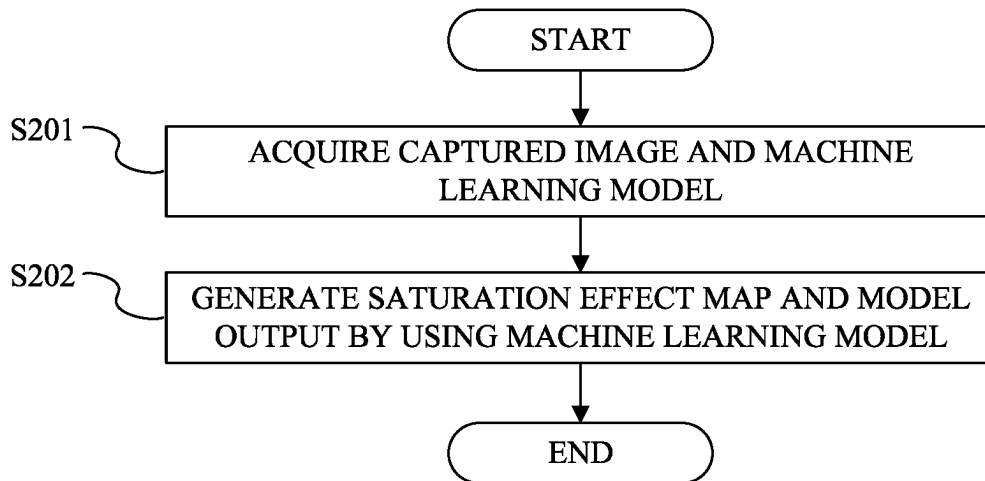 START
S201
ACQUIRE CAPTURED IMAGE AND MACHINE
LEARNING MODEL
S202
GENERATE SATURATION EFFECT MAP AND MODEL
OUTPUT BY USING MACHINE LEARNING MODEL
END